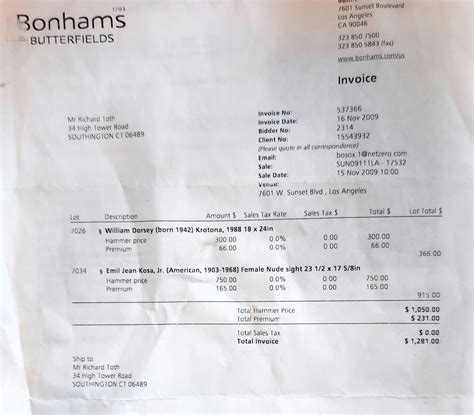 1793
Bonhams
BUTTERFIELDS
7601 Sunset Boulevard
Los Angeles
CA 90046
323 850 7500
323 850 5843 (fax)
www.bonhams.com/us
Invoice
Mr Richard Toth
34 High Tower Road
SOUTHINGTON CT 06489
Invoice No: 537366
Invoice Date: 16 Nov 2009
Bidder No: 2314
Client No: 15543932
(Please quote in all correspondence)
Email: bosox.1@netzero.com
Sale: SUN09111LA - 17532
Sale Date: 15 Nov 2009 10:00
Venue:
7601 W. Sunset Blvd., Los Angeles
Lot Description Amount $ Sales Tax Rate Sales Tax $ Total $ Lot Total $
7026 § William Dorsey (born 1942) Krotona, 1988 18 x 24in
Hammer price 300.00 0.0% 0.00 300.00
Premium 66.00 0.0% 0.00 66.00
366.00
7034 § Emil Jean Kosa, Jr. (American, 1903-1968) Female Nude sight 23 1/2 x 17 5/8in
Hammer price 750.00 0.0% 0.00 750.00
Premium 165.00 0.0% 0.00 165.00
915.00
Total Hammer Price $ 1,050.00
Total Premium $ 231.00
Total Sales Tax $ 0.00
Total Invoice $ 1,281.00
Ship to
Mr Richard Toth
34 High Tower Road
SOUTHINGTON CT 06489